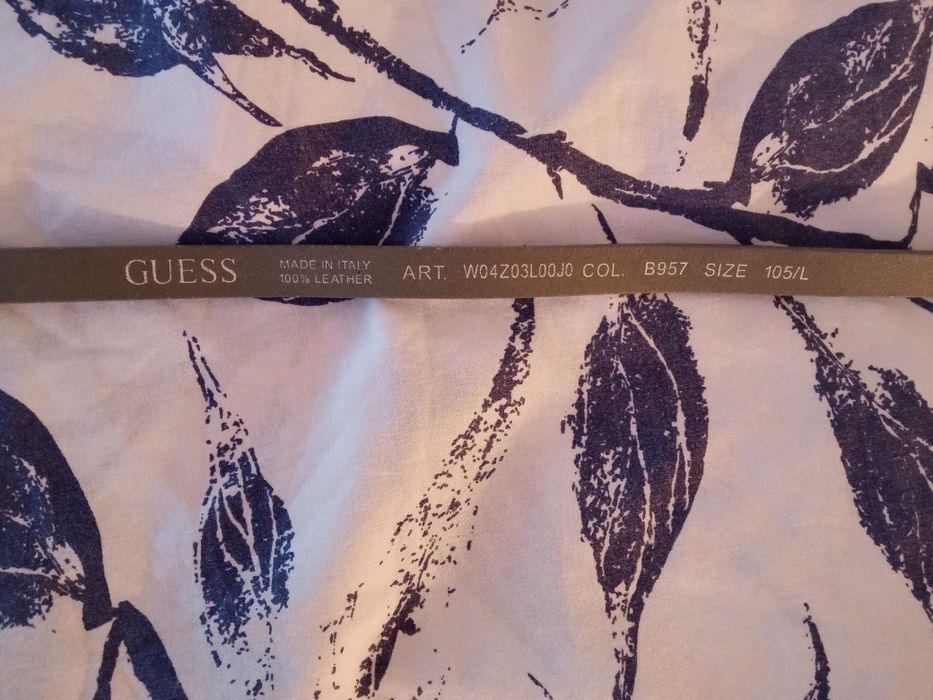 GUESS
MADE IN ITALY
100% LEATHER
ART. W04Z03L00J0 COL. B957 SIZE 105/L